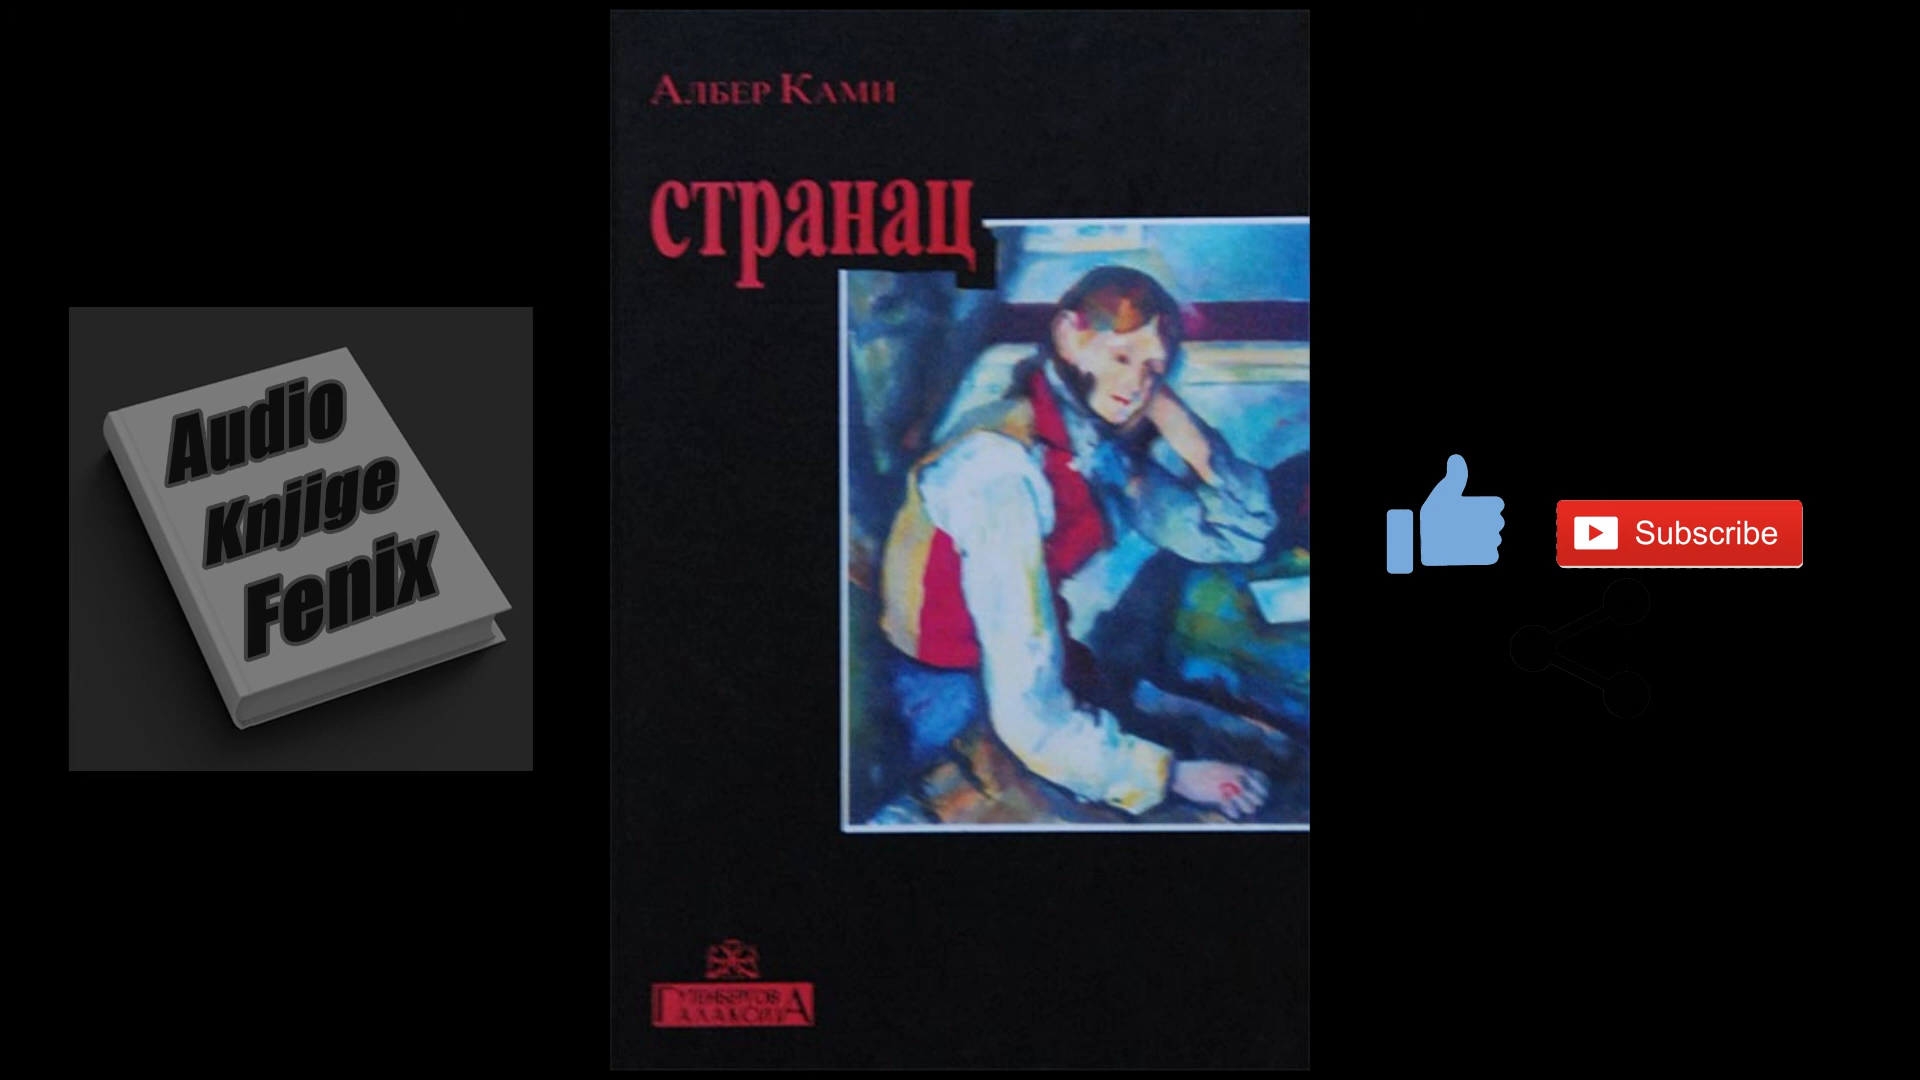 Audio
Knjige
Fenix
Албер Ками
странац
Subscribe